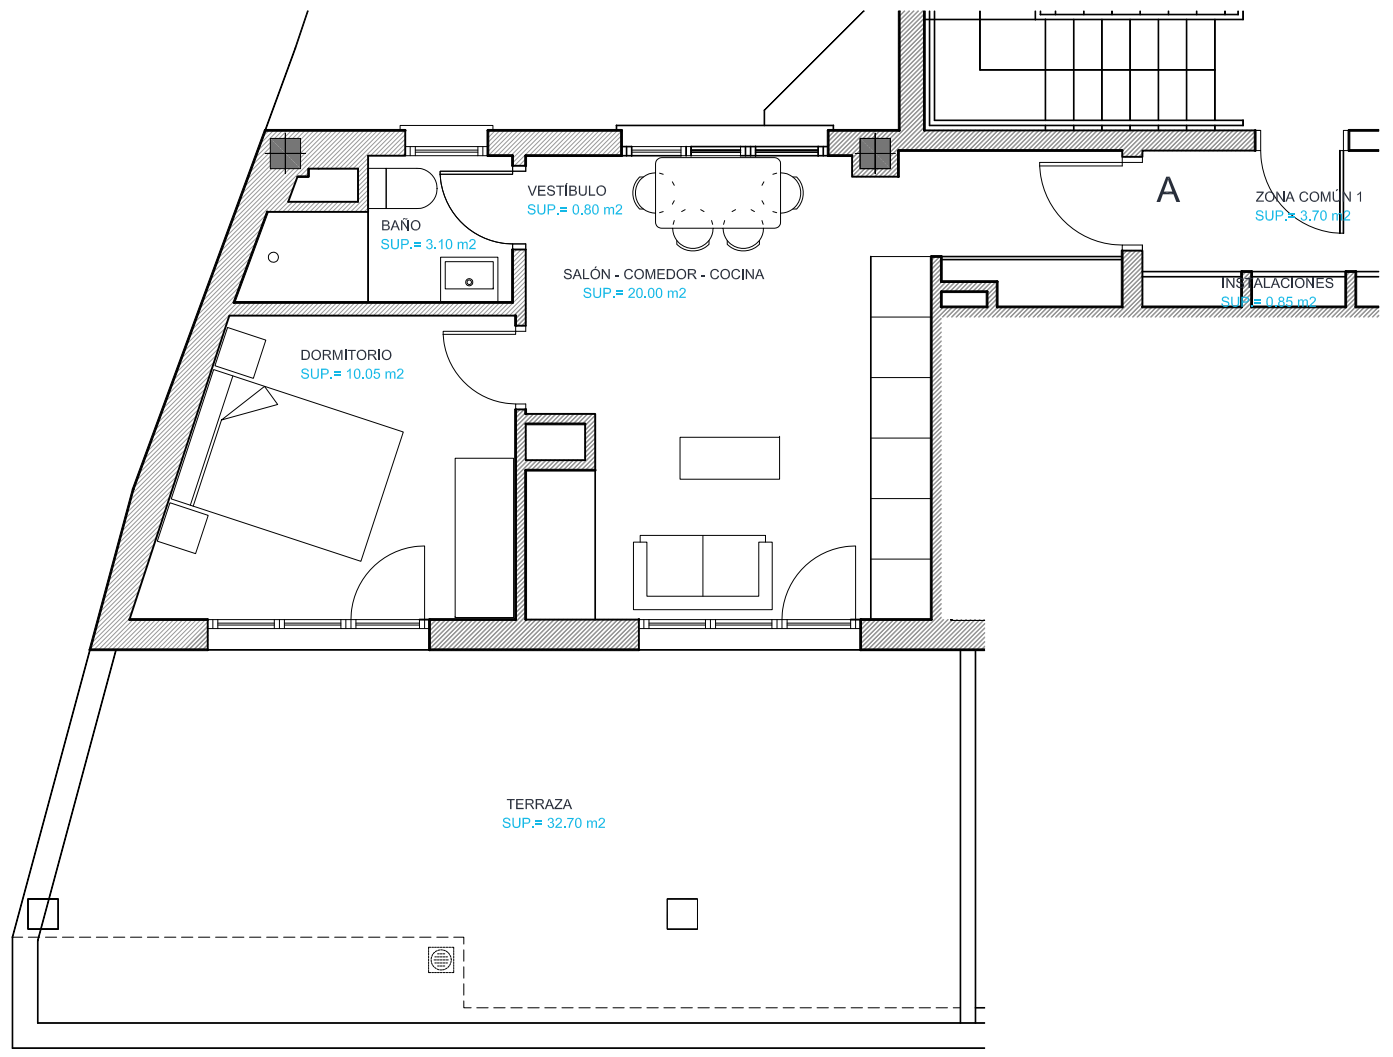 VESTÍBULO
SUP.= 0.80 m2
A
ZONA COMÚN 1
SUP.= 3.70 m2
BAÑO
SUP.= 3.10 m2
SALÓN - COMEDOR - COCINA
SUP.= 20.00 m2
INSTALACIONES
SUP.= 0.85 m2
DORMITORIO
SUP.= 10.05 m2
TERRAZA
SUP.= 32.70 m2